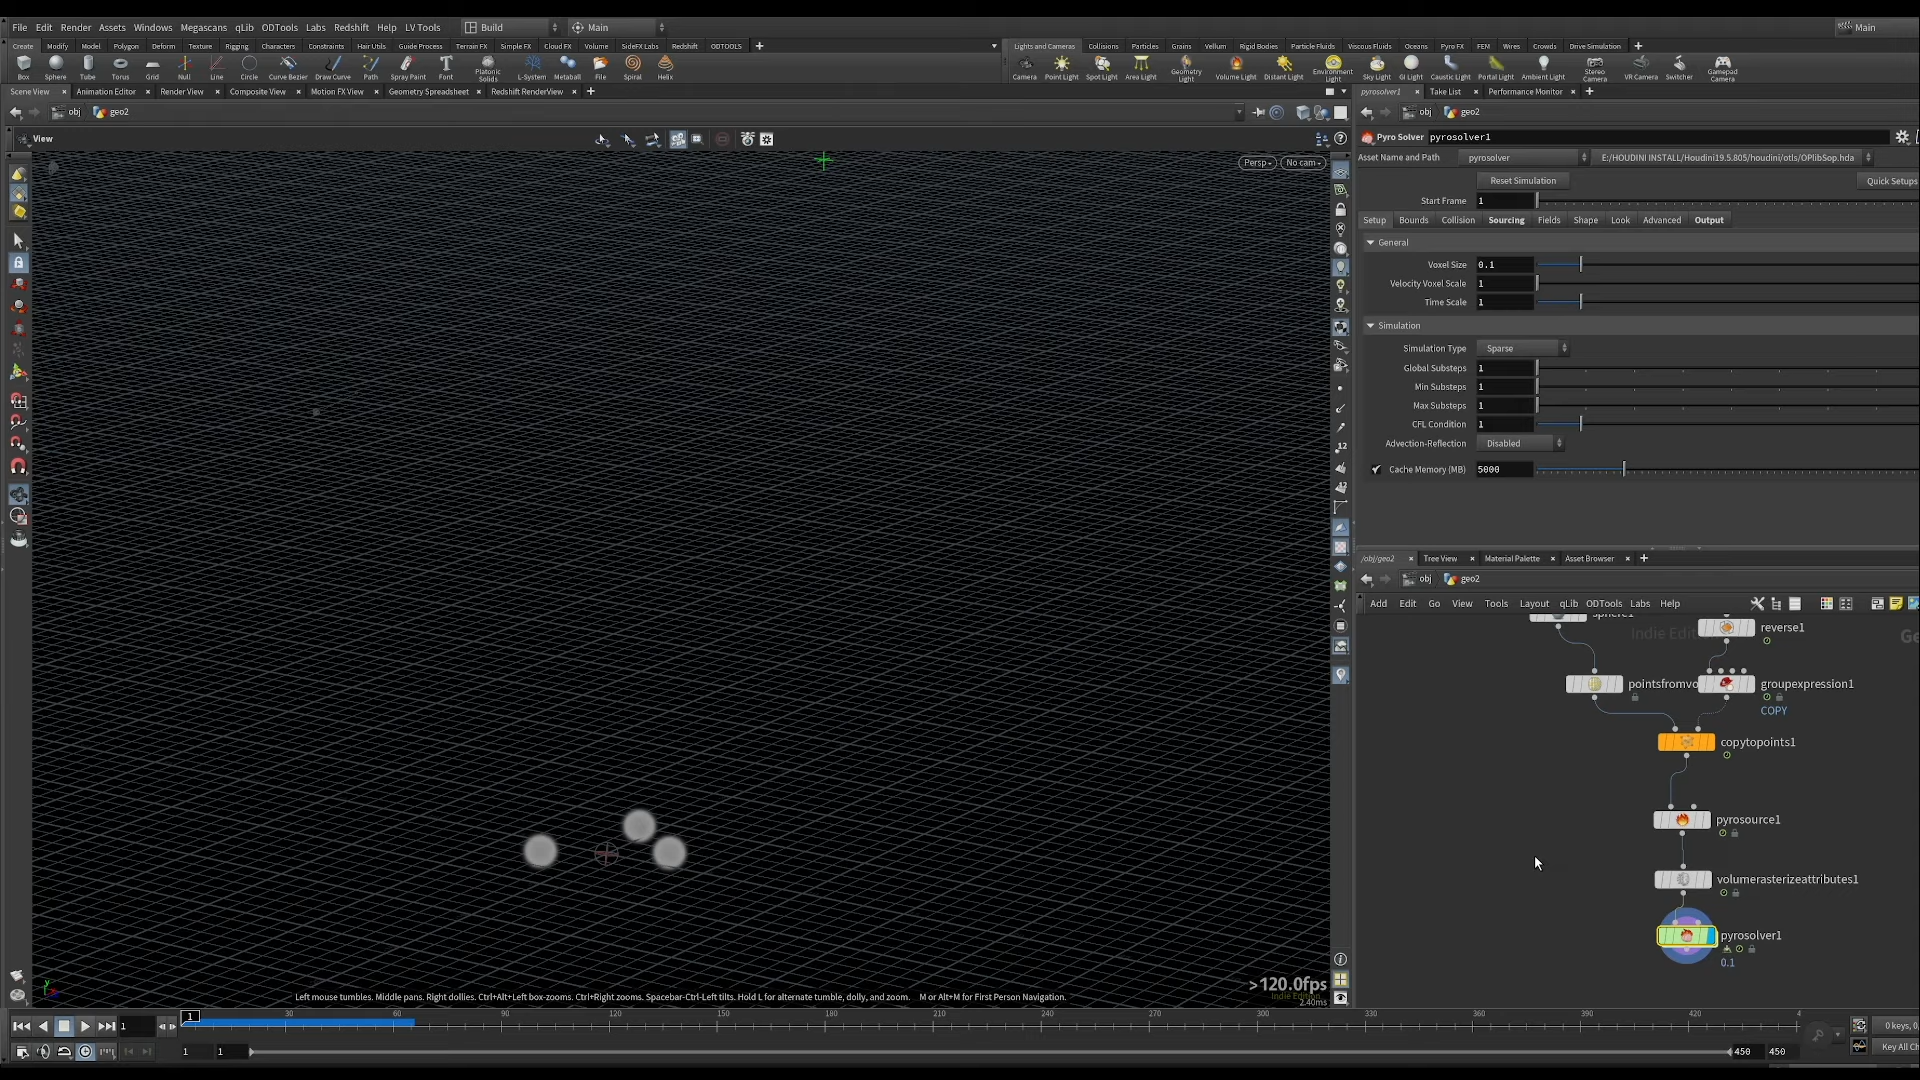 File Edit Render Assets Windows Megascans qLib ODTools Labs Redshift Help LV Tools Build Main Main
Create Modify Model Polygon Deform Texture Rigging Characters Constraints Hair Utils Guide Process Terrain FX Simple FX Cloud FX Volume SideFX Labs Redshift ODTOOLS
Lights and Cameras Collisions Particles Grains Vellum Rigid Bodies Particle Fluids Viscous Fluids Oceans Pyro FX FEM Wires Crowds Drive Simulation
Box Sphere Tube Torus Grid Null Line Circle Curve Bezier Draw Curve Path Spray Paint Font Platonic Solids L-System Metaball File Spiral Helix
Camera Point Light Spot Light Area Light Geometry Light Volume Light Distant Light Environment Light Sky Light GI Light Caustic Light Portal Light Ambient Light Stereo Camera VR Camera Switcher Gamepad Camera
Scene View Animation Editor Render View Composite View Motion FX View Geometry Spreadsheet Redshift RenderView
pyrosolver1 Take List Performance Monitor
obj geo2
obj geo2
View
Persp No cam
Pyro Solver pyrosolver1
Asset Name and Path pyrosolver E:/HOUDINI INSTALL/Houdini19.5.805/houdini/otls/OPlibSop.hda
Reset Simulation Quick Setups
Start Frame 1
Setup Bounds Collision Sourcing Fields Shape Look Advanced Output
General
Voxel Size 0.1
Velocity Voxel Scale 1
Time Scale 1
Simulation
Simulation Type Sparse
Global Substeps 1
Min Substeps 1
Max Substeps 1
CFL Condition 1
Advection-Reflection Disabled
Cache Memory (MB) 5000
/obj/geo2 Tree View Material Palette Asset Browser
obj geo2
Add Edit Go View Tools Layout qLib ODTools Labs Help
sphere1
Indie Edit
Ge
reverse1
pointsfromvo
groupexpression1
COPY
copytopoints1
pyrosource1
volumerasterizeattributes1
pyrosolver1
0.1
>120.0fps
Indie Edition
2.40ms
Left mouse tumbles. Middle pans. Right dollies. Ctrl+Alt+Left box-zooms. Ctrl+Right zooms. Spacebar-Ctrl-Left tilts. Hold L for alternate tumble, dolly, and zoom. M or Alt+M for First Person Navigation.
1 1 30 60 90 120 150 180 210 240 270 300 330 360 390 420 4
0 keys, 0,
1 1 450 450 Key All Ch